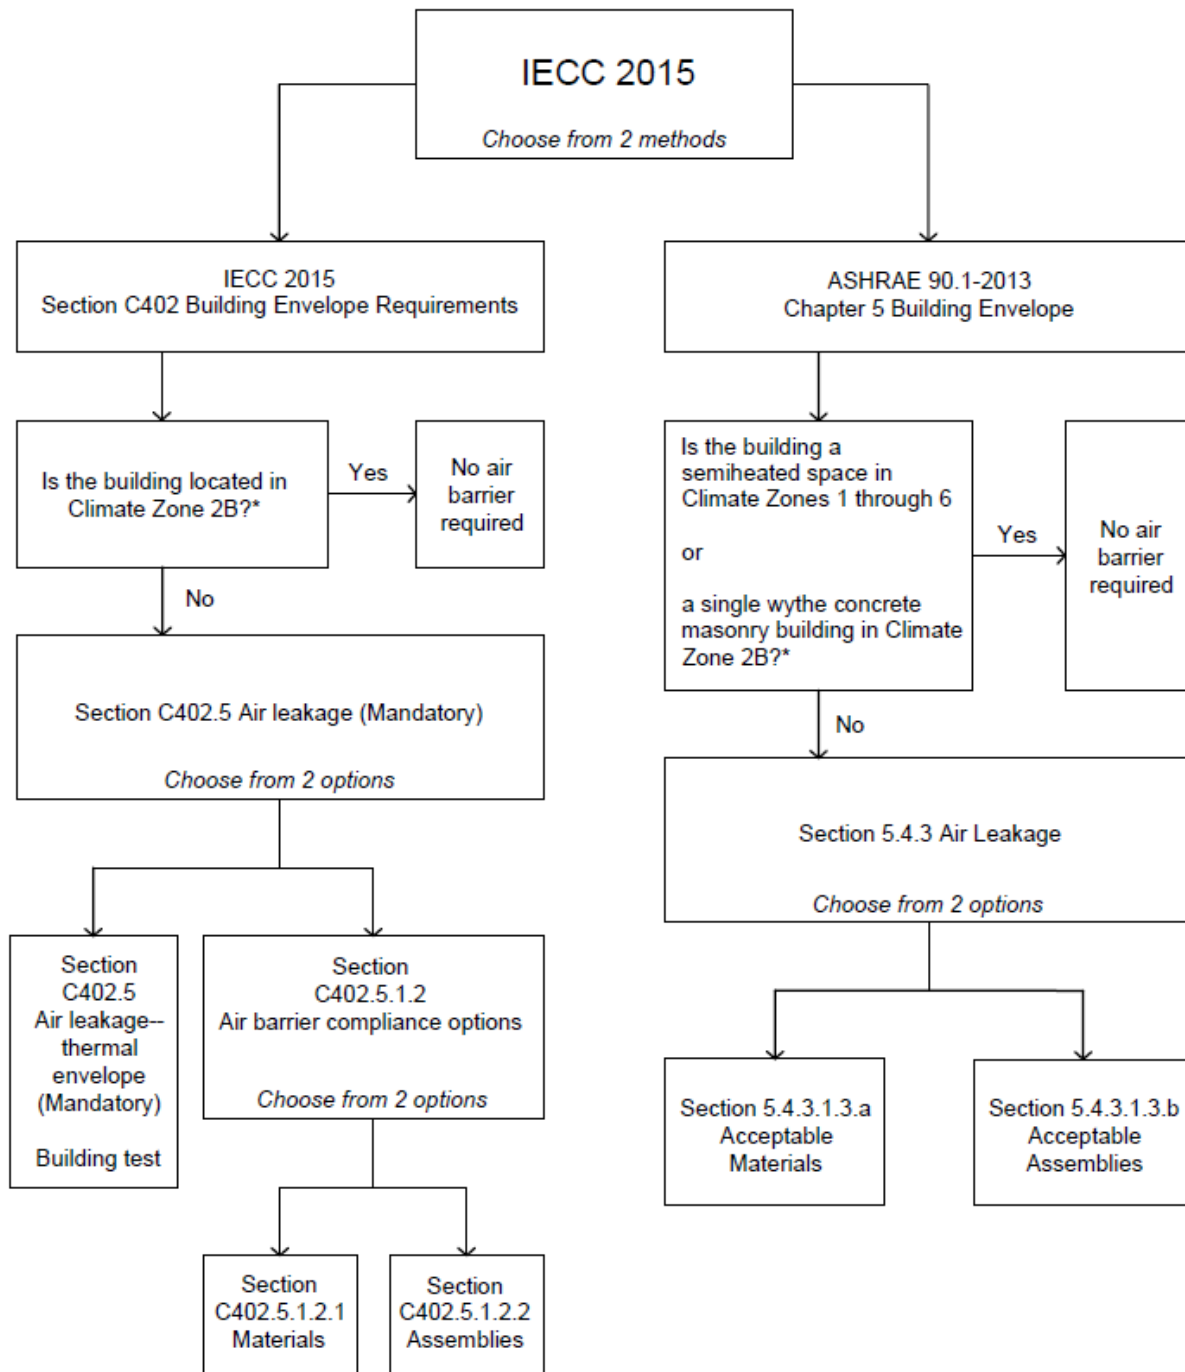 IECC 2015
Choose from 2 methods
IECC 2015
Section C402 Building Envelope Requirements
Is the building located in
Climate Zone 2B?*
Yes
No air
barrier
required
No
Section C402.5 Air leakage (Mandatory)
Choose from 2 options
Section
C402.5
Air leakage--
thermal
envelope
(Mandatory)
Building test
Section
C402.5.1.2
Air barrier compliance options
Choose from 2 options
Section
C402.5.1.2.1
Materials
Section
C402.5.1.2.2
Assemblies
ASHRAE 90.1-2013
Chapter 5 Building Envelope
Is the building a
semiheated space in
Climate Zones 1 through 6
or
a single wythe concrete
masonry building in Climate
Zone 2B?*
Yes
No air
barrier
required
No
Section 5.4.3 Air Leakage
Choose from 2 options
Section 5.4.3.1.3.a
Acceptable
Materials
Section 5.4.3.1.3.b
Acceptable
Assemblies